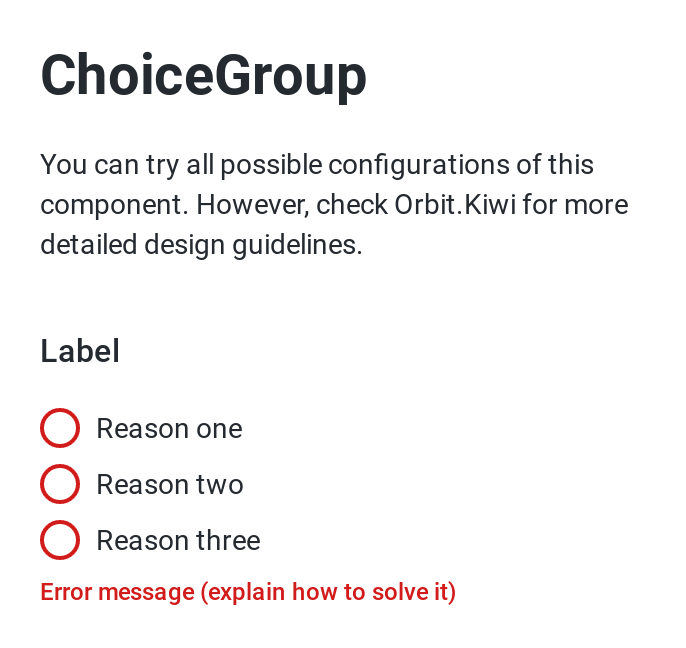 ChoiceGroup
You can try all possible configurations of this
component. However, check Orbit.Kiwi for more
detailed design guidelines.
Label
Reason one
Reason two
Reason three
Error message (explain how to solve it)